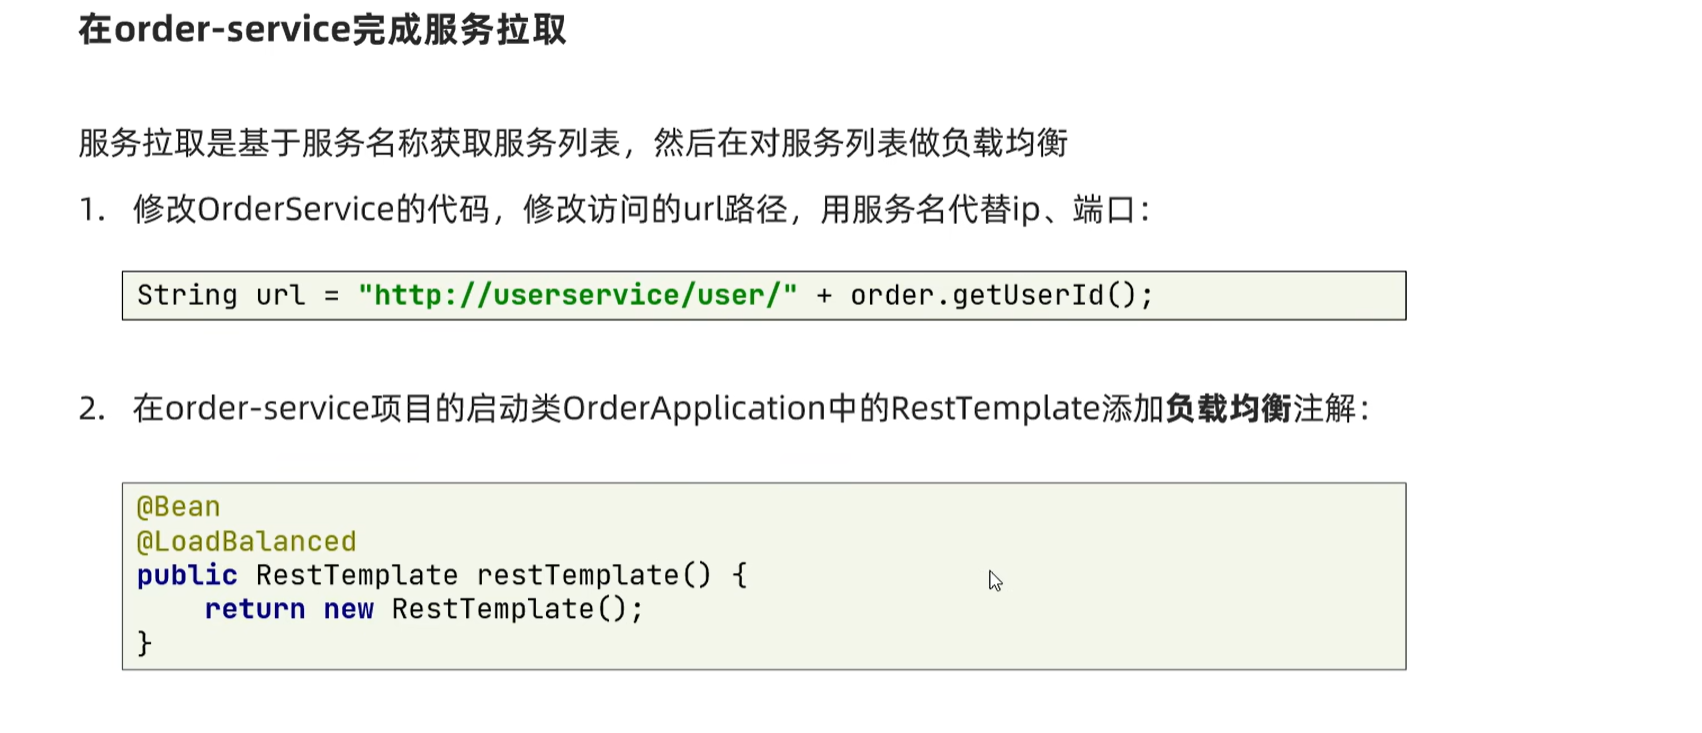 在order-service完成服务拉取
服务拉取是基于服务名称获取服务列表，然后在对服务列表做负载均衡
1. 修改OrderService的代码，修改访问的url路径，用服务名代替ip、端口：
String url = "http://userservice/user/" + order.getUserId();
2. 在order-service项目的启动类OrderApplication中的RestTemplate添加负载均衡注解：
@Bean
@LoadBalanced
public RestTemplate restTemplate() {
    return new RestTemplate();
}